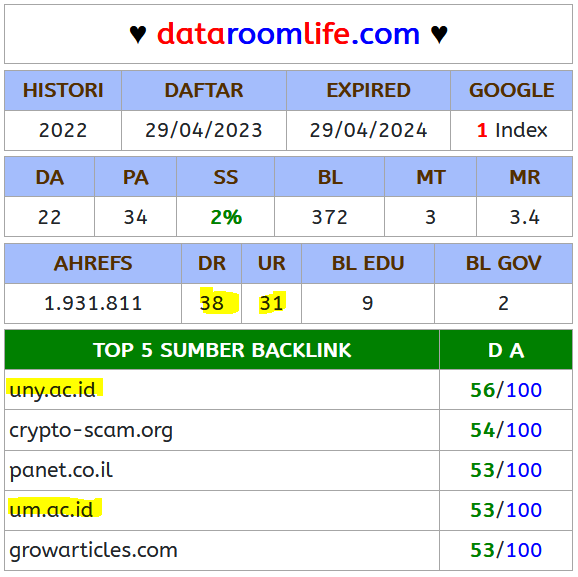 ♥ dataroomlife.com ♥
HISTORI DAFTAR EXPIRED GOOGLE
2022 29/04/2023 29/04/2024 1 Index
DA PA SS BL MT MR
22 34 2% 372 3 3.4
AHREFS DR UR BL EDU BL GOV
1.931.811 38 31 9 2
TOP 5 SUMBER BACKLINK D A
uny.ac.id 56/100
crypto-scam.org 54/100
panet.co.il 53/100
um.ac.id 53/100
growarticles.com 53/100